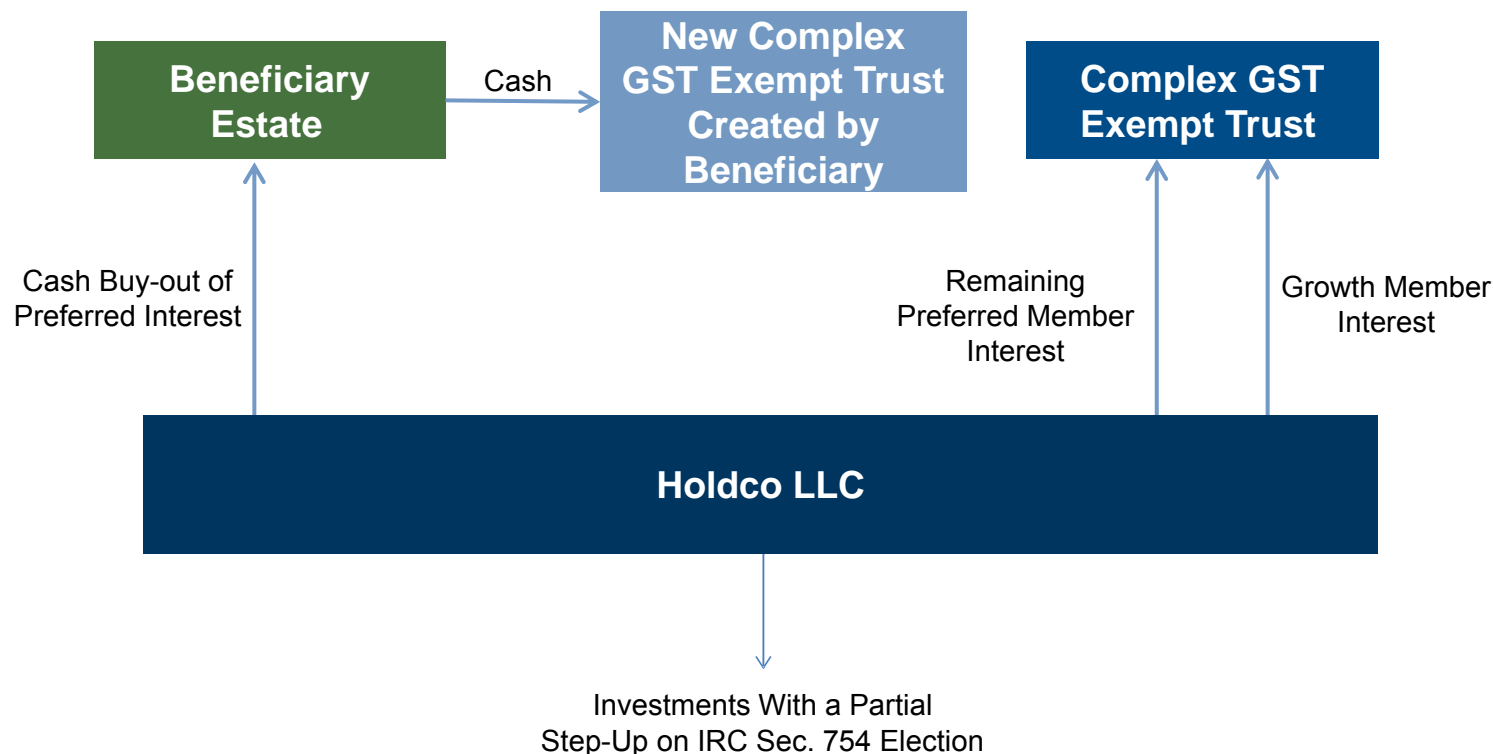 Beneficiary
Estate
Cash
New Complex
GST Exempt Trust
Created by
Beneficiary
Complex GST
Exempt Trust
Cash Buy-out of
Preferred Interest
Remaining
Preferred Member
Interest
Growth Member
Interest
Holdco LLC
Investments With a Partial
Step-Up on IRC Sec. 754 Election